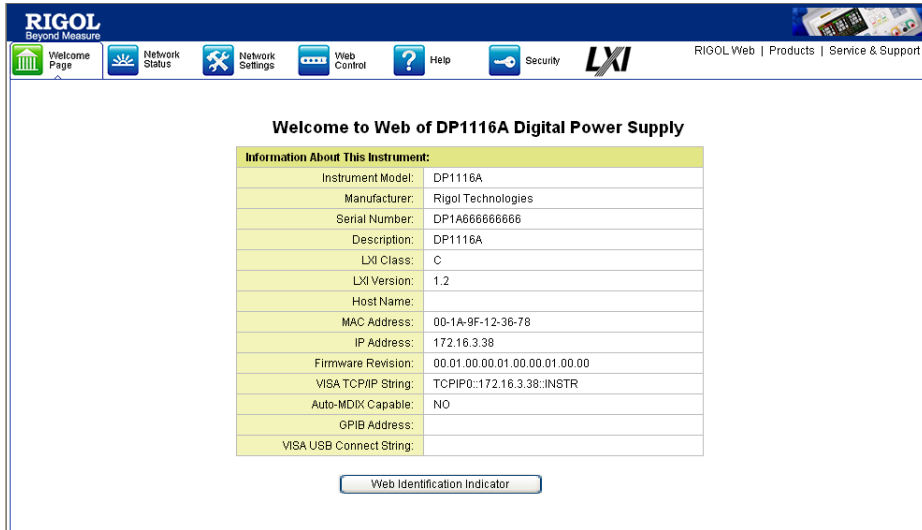 RIGOL
Beyond Measure
Welcome Page
Network Status
Network Settings
Web Control
Help
Security
LXI
RIGOL Web | Products | Service & Support
Welcome to Web of DP1116A Digital Power Supply
Information About This Instrument:
Instrument Model: DP1116A
Manufacturer: Rigol Technologies
Serial Number: DP1A666666666
Description: DP1116A
LXI Class: C
LXI Version: 1.2
Host Name:
MAC Address: 00-1A-9F-12-36-78
IP Address: 172.16.3.38
Firmware Revision: 00.01.00.00.01.00.00.01.00.00
VISA TCP/IP String: TCPIP0::172.16.3.38::INSTR
Auto-MDIX Capable: NO
GPIB Address:
VISA USB Connect String:
Web Identification Indicator